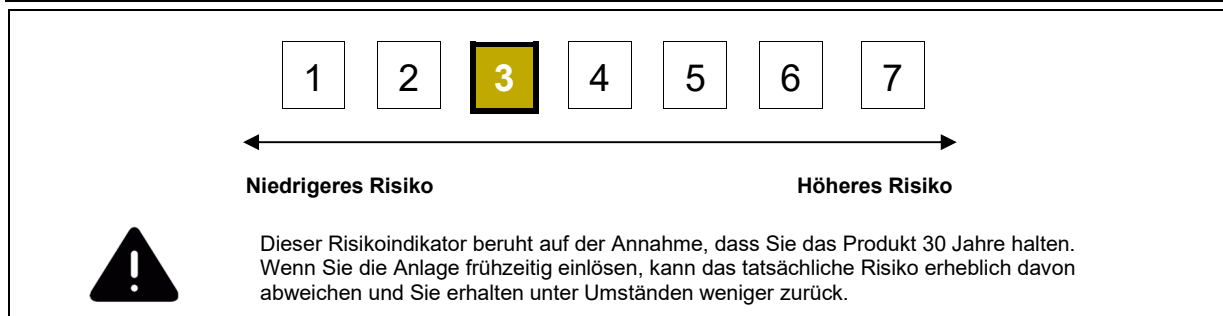 1 2 3 4 5 6 7
Niedrigeres Risiko Höheres Risiko
Dieser Risikoindikator beruht auf der Annahme, dass Sie das Produkt 30 Jahre halten.
Wenn Sie die Anlage frühzeitig einlösen, kann das tatsächliche Risiko erheblich davon
abweichen und Sie erhalten unter Umständen weniger zurück.